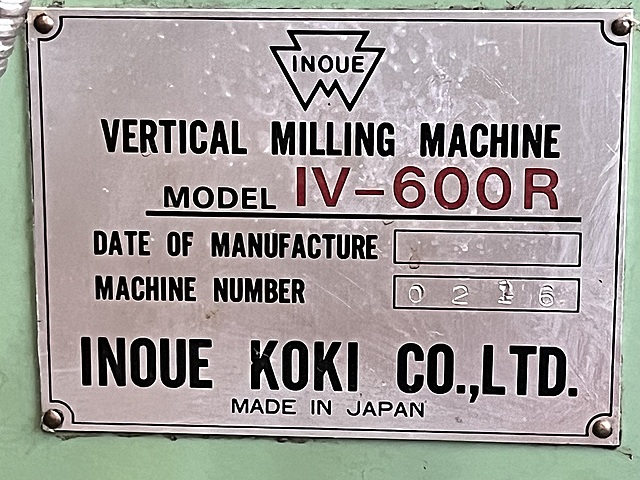 INOUE
VERTICAL MILLING MACHINE
MODEL IV-600R
DATE OF MANUFACTURE
MACHINE NUMBER
INOUE KOKI CO.,LTD.
MADE IN JAPAN